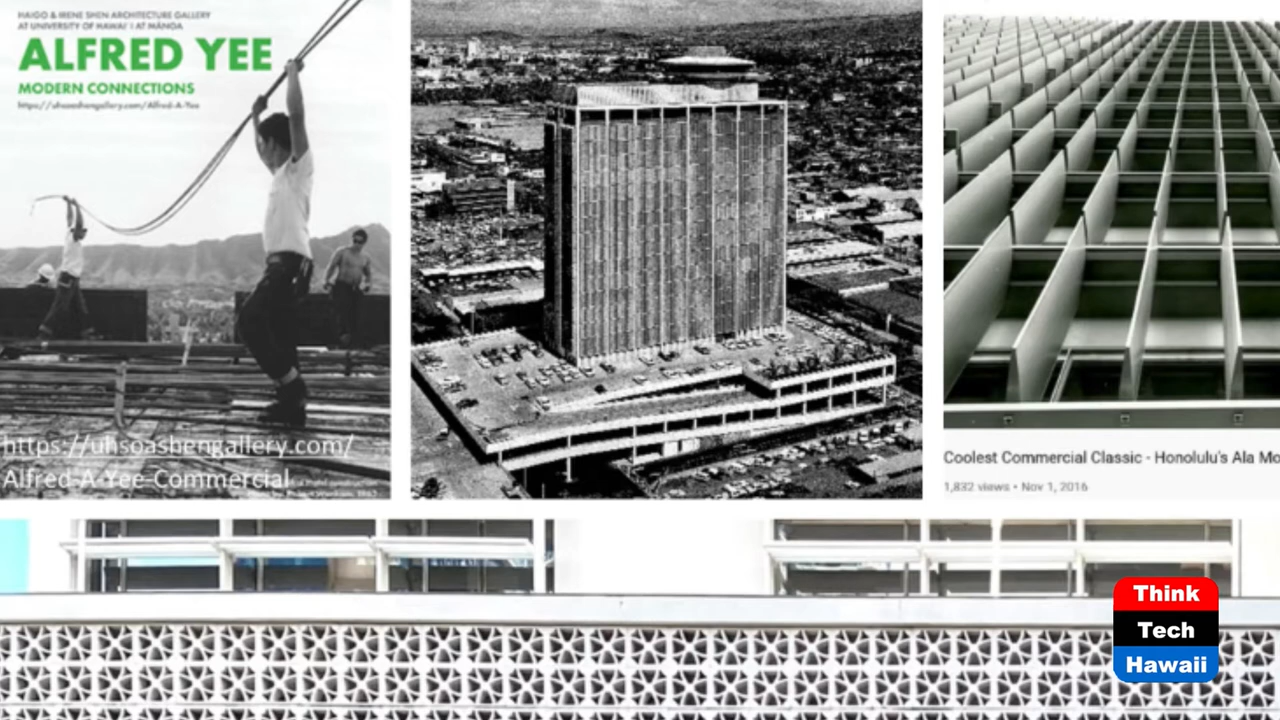 HAIGO & IRENE SHEN ARCHITECTURE GALLERY
AT UNIVERSITY OF HAWAI`I AT MĀNOA
ALFRED YEE
MODERN CONNECTIONS
https://uhsoashengallery.com/Alfred-A-Yee
https://uhsoashengallery.com/
Alfred-A-Yee-Commercial
Coolest Commercial Classic - Honolulu's Ala Mo
1,832 views • Nov 1, 2016
Think
Tech
Hawaii